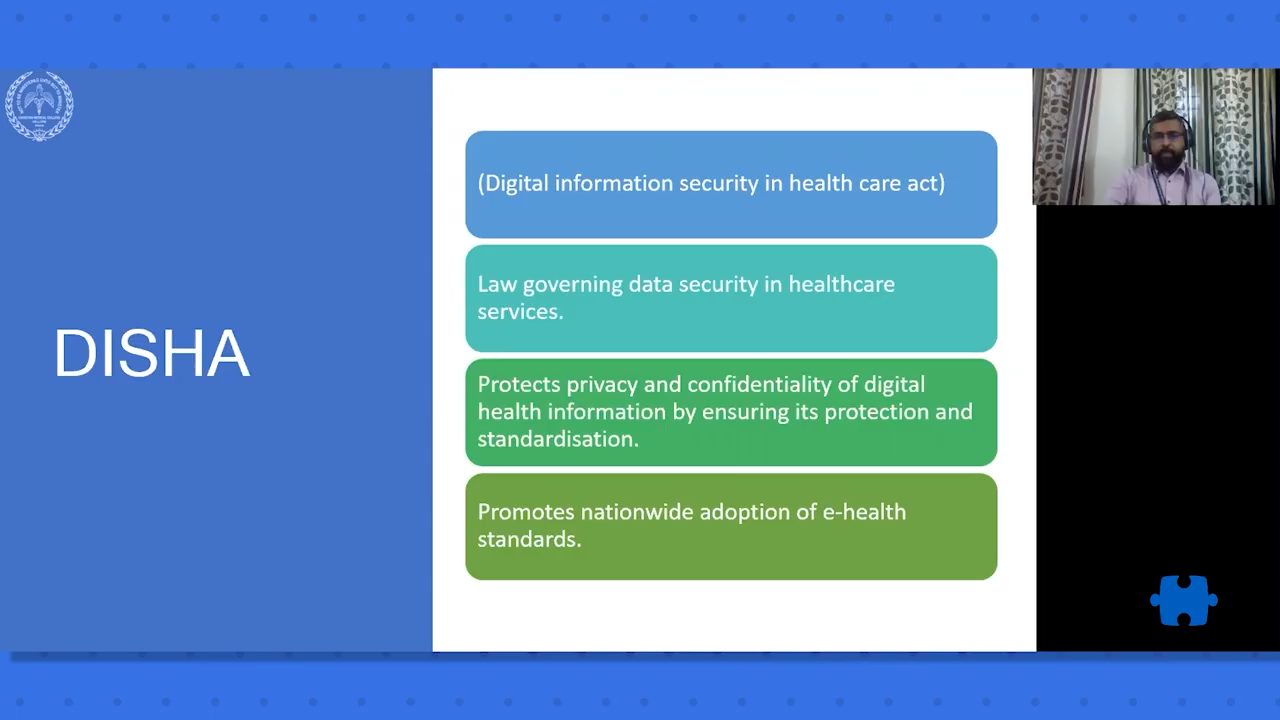 DISHA
(Digital information security in health care act)
Law governing data security in healthcare
services.
Protects privacy and confidentiality of digital
health information by ensuring its protection and
standardisation.
Promotes nationwide adoption of e-health
standards.